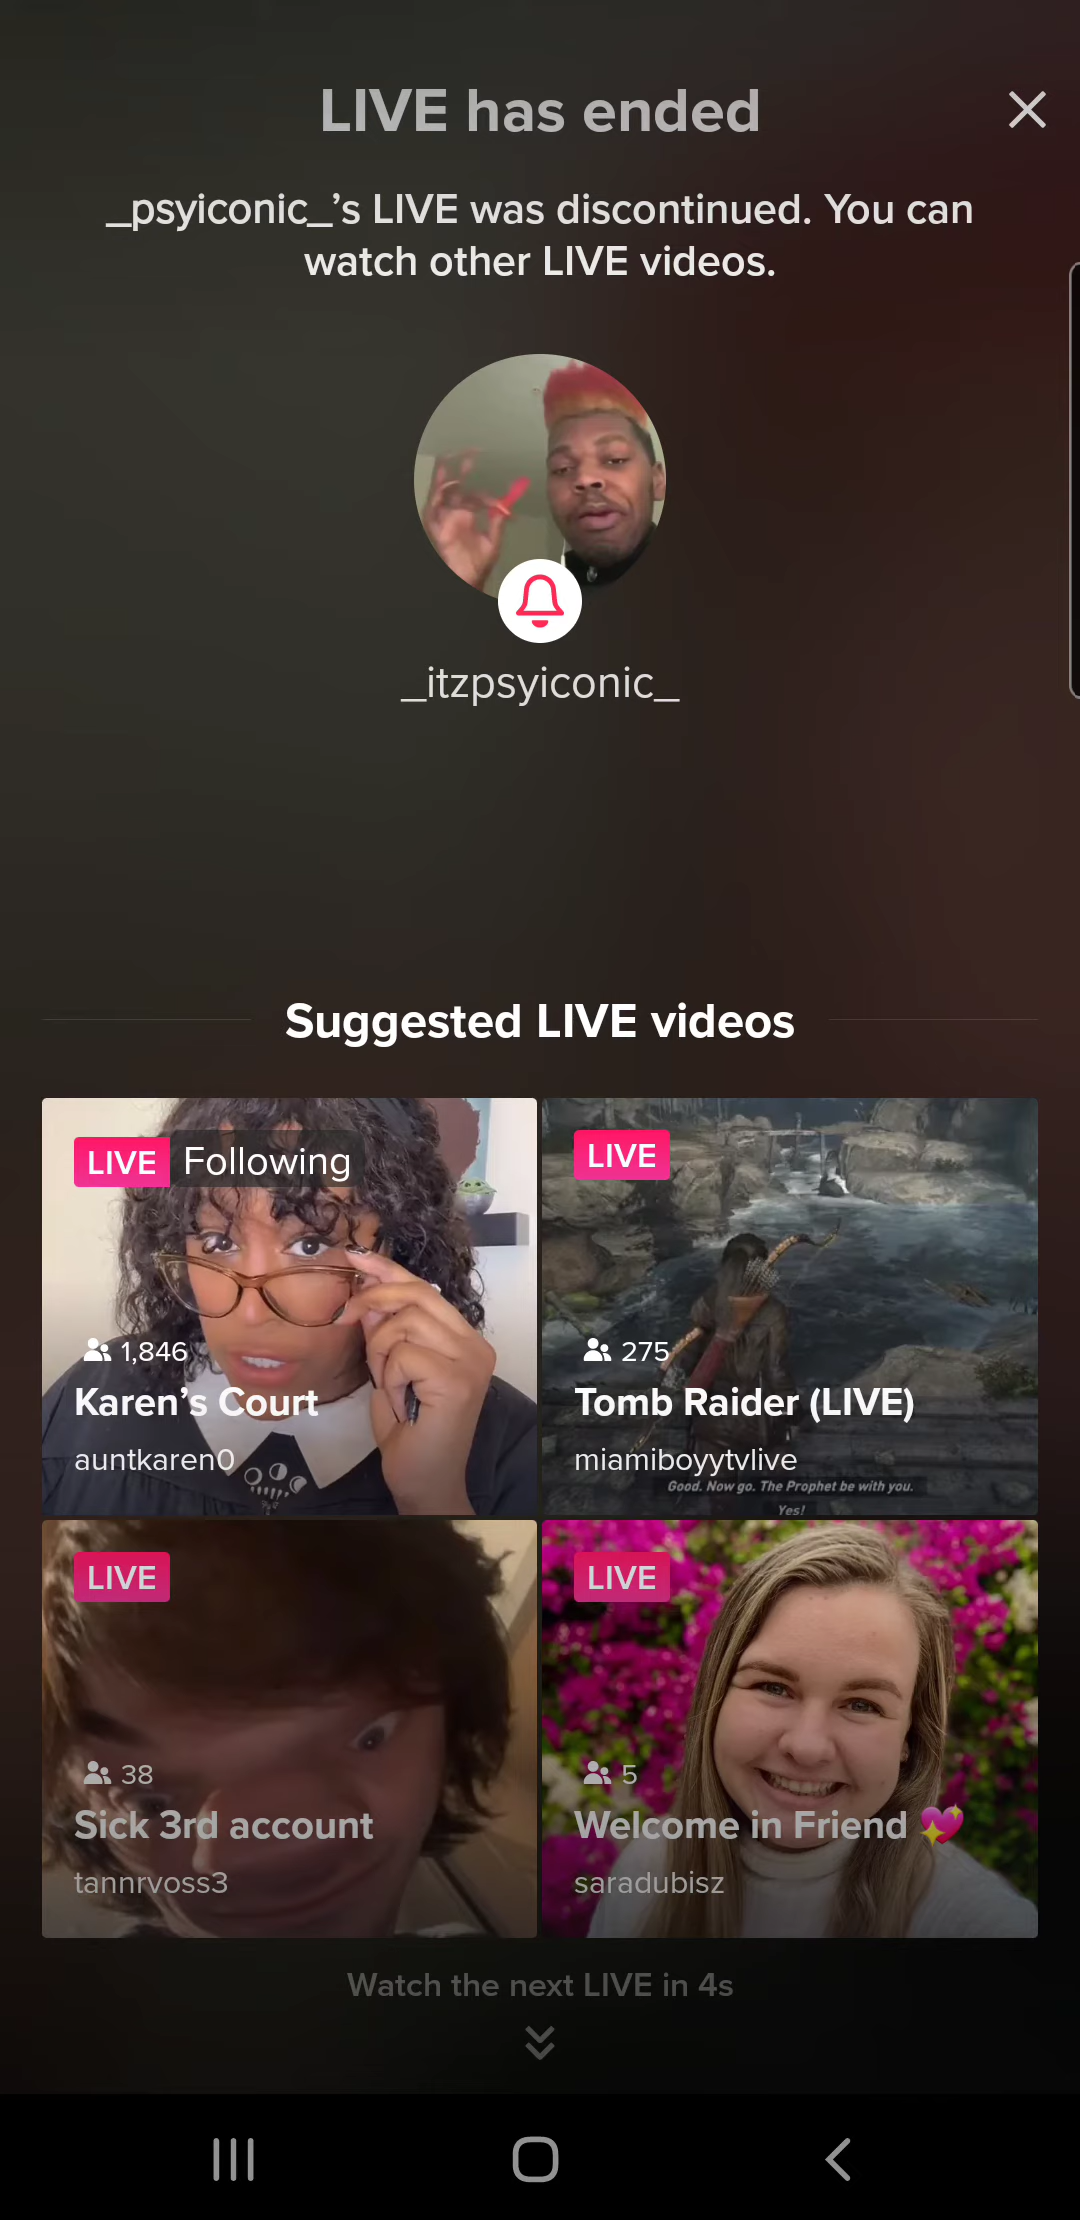 LIVE has ended
_psyiconic_’s LIVE was discontinued. You can
watch other LIVE videos.
_itzpsyiconic_
Suggested LIVE videos
LIVE Following
1,846
Karen’s Court
auntkaren0
LIVE
275
Tomb Raider (LIVE)
miamiboyytvlive
Good. Now go. The Prophet be with you.
Yes!
LIVE
38
Sick 3rd account
tannrvoss3
LIVE
5
Welcome in Friend 💖
saradubisz
Watch the next LIVE in 4s